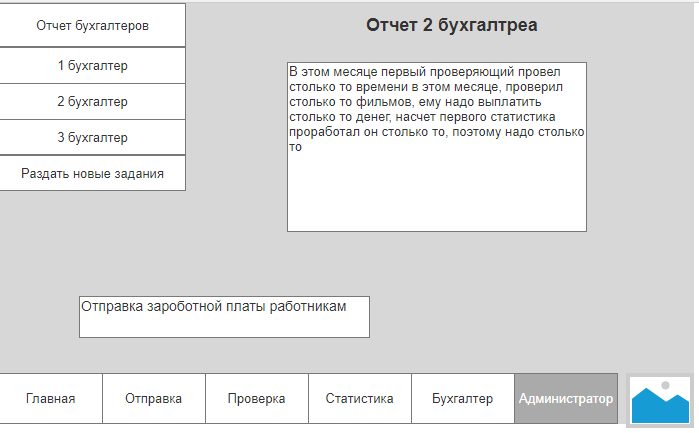 Отчет бухгалтеров
1 бухгалтер
2 бухгалтер
3 бухгалтер
Раздать новые задания
Отчет 2 бухгалтреа
В этом месяце первый проверяющий провел
столько то времени в этом месяце, проверил
столько то фильмов, ему надо выплатить
столько то денег, насчет первого статистика
проработал он столько то, поэтому надо столько
то
Отправка зароботной платы работникам
Главная
Отправка
Проверка
Статистика
Бухгалтер
Администратор